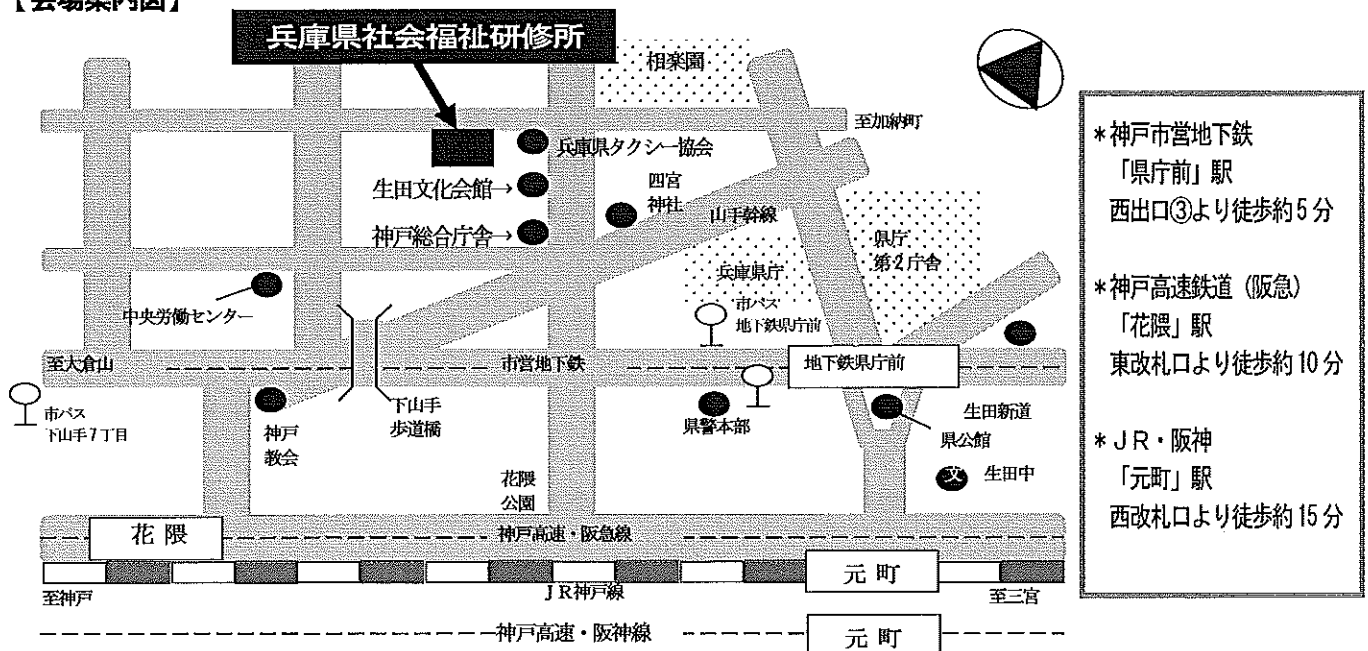 【会場案内図】
兵庫県社会福祉研修所
相楽園
至加納町
兵庫県タクシー協会
生田文化会館→
四宮
神社
山手幹線
神戸総合庁舎→
県庁
第2庁舎
兵庫県庁
中央労働センター
市バス
地下鉄県庁前
至大倉山
市営地下鉄
地下鉄県庁前
市バス
下山手7丁目
神戸
教会
下山手
歩道橋
県警本部
県公館
生田新道
花隈
公園
文
生田中
花隈
神戸高速・阪急線
元町
至神戸
JR神戸線
至三宮
神戸高速・阪神線
元町
*神戸市営地下鉄
「県庁前」駅
西出口③より徒歩約5分
*神戸高速鉄道(阪急)
「花隈」駅
東改札口より徒歩約10分
*JR・阪神
「元町」駅
西改札口より徒歩約15分